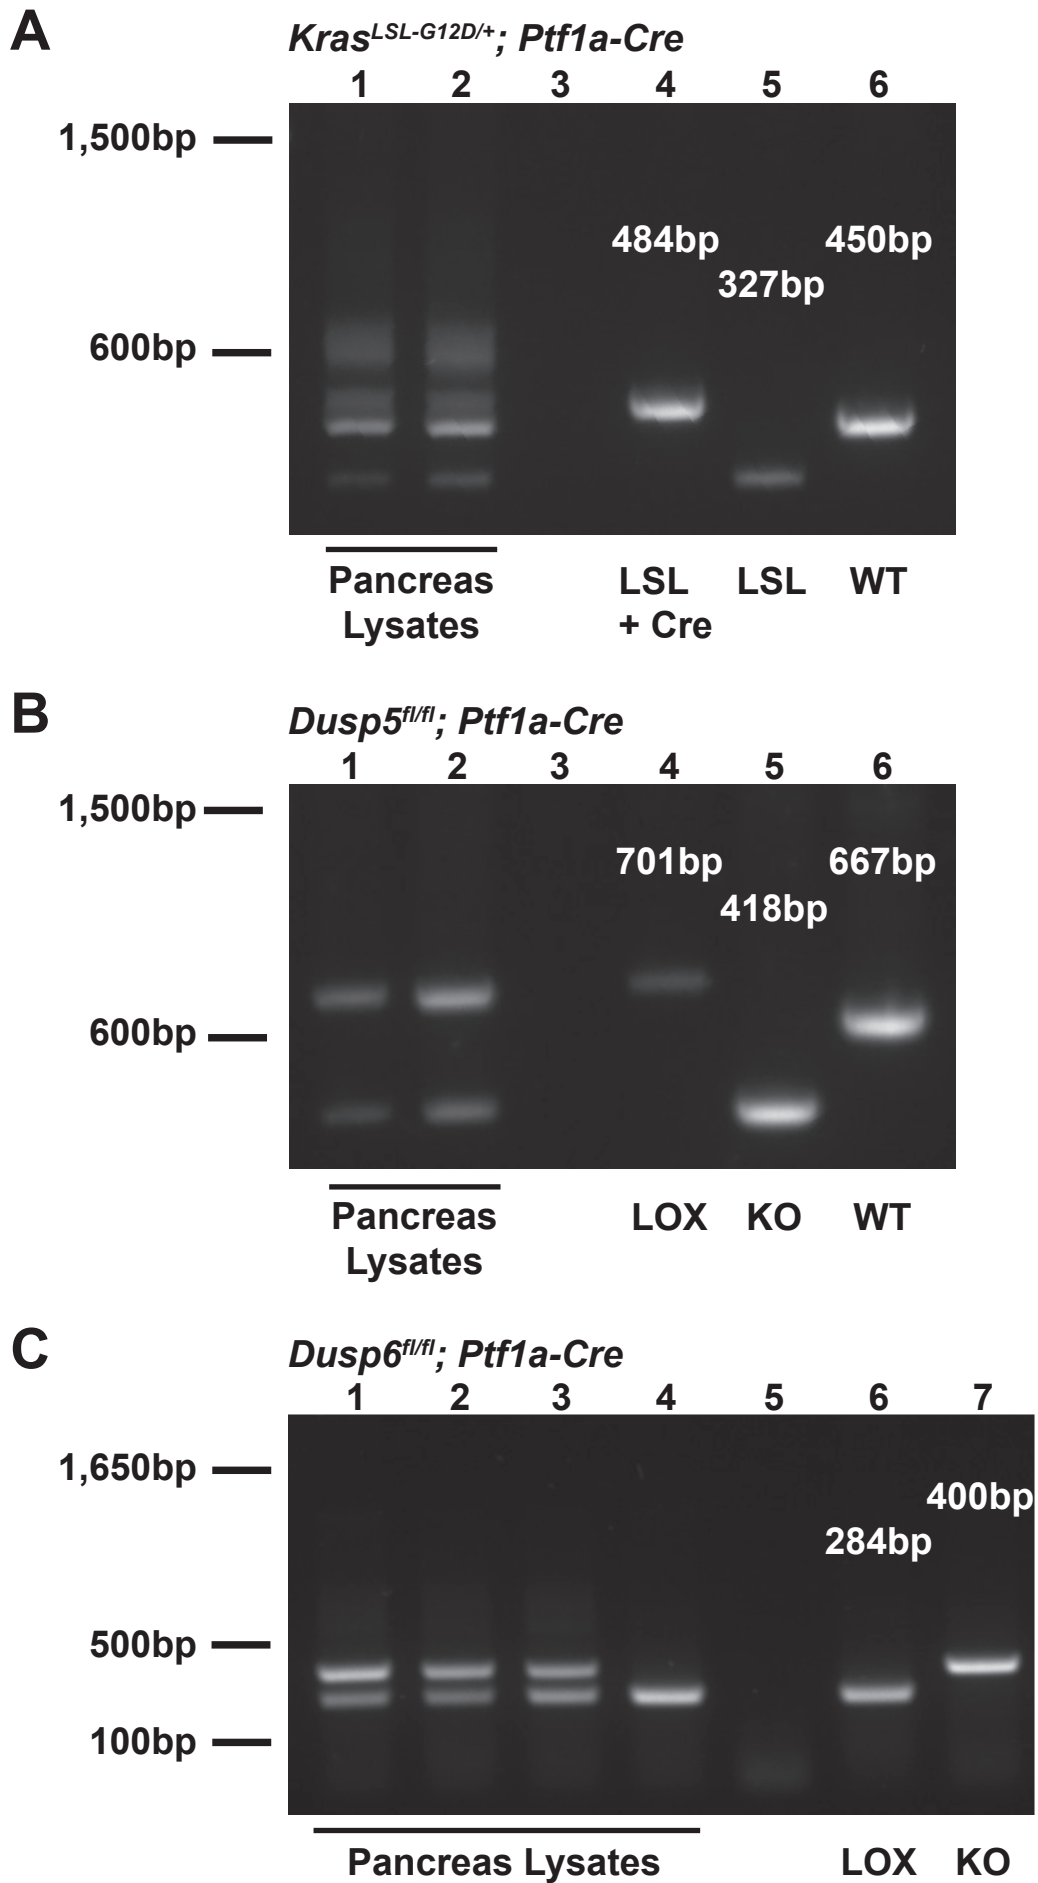 A
Kras^LSL-G12D/+; Ptf1a-Cre
1 2 3 4 5 6
1,500bp
484bp 450bp
327bp
600bp
Pancreas LSL LSL WT
Lysates + Cre
B
Dusp5^fl/fl; Ptf1a-Cre
1 2 3 4 5 6
1,500bp
701bp 667bp
418bp
600bp
Pancreas LOX KO WT
Lysates
C
Dusp6^fl/fl; Ptf1a-Cre
1 2 3 4 5 6 7
1,650bp
400bp
284bp
500bp
100bp
Pancreas Lysates LOX KO